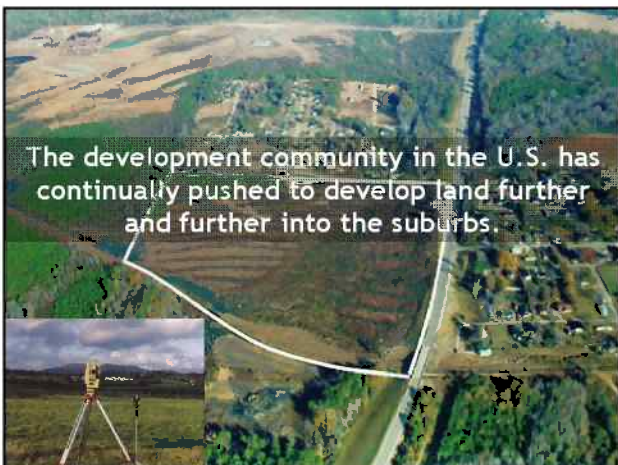 The development community in the U.S. has
continually pushed to develop land further
and further into the suburbs.